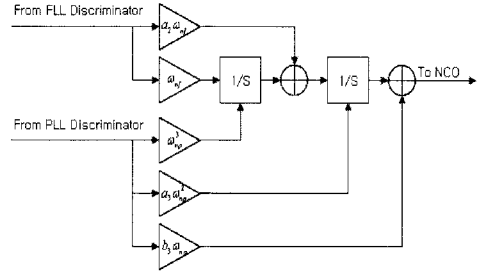 From FLL Discriminator
a₂ω_nf
ω_nf
1/S
1/S
To NCO
From PLL Discriminator
ω³_np
a₃ω²_np
b₃ω_np